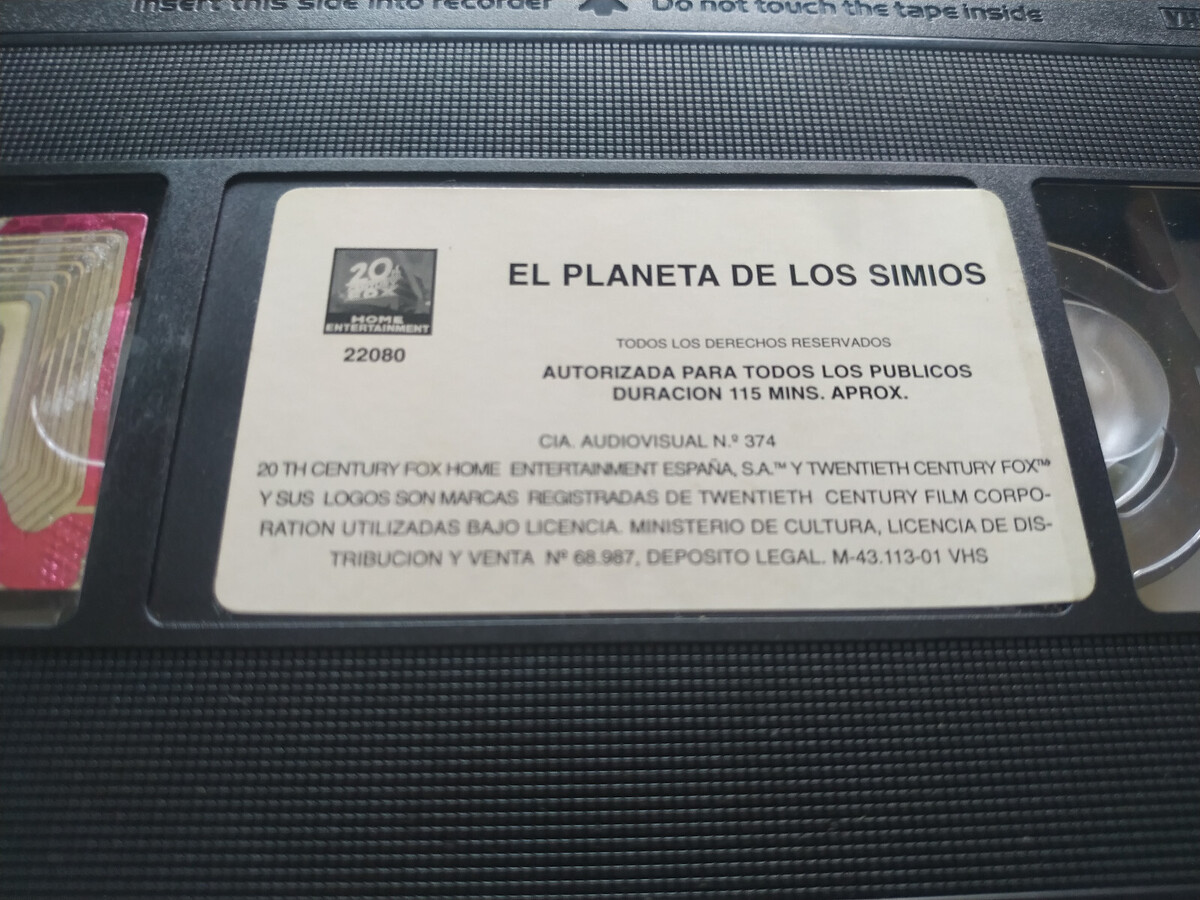 Insert this side into recorder Do not touch the tape inside
20th CENTURY FOX
HOME
ENTERTAINMENT
22080
EL PLANETA DE LOS SIMIOS
TODOS LOS DERECHOS RESERVADOS
AUTORIZADA PARA TODOS LOS PUBLICOS
DURACION 115 MINS. APROX.
CIA. AUDIOVISUAL N.º 374
20 TH CENTURY FOX HOME ENTERTAINMENT ESPAÑA, S.A.™ Y TWENTIETH CENTURY FOX™
Y SUS LOGOS SON MARCAS REGISTRADAS DE TWENTIETH CENTURY FILM CORPO-
RATION UTILIZADAS BAJO LICENCIA. MINISTERIO DE CULTURA, LICENCIA DE DIS-
TRIBUCION Y VENTA Nº 68.987, DEPOSITO LEGAL. M-43.113-01 VHS